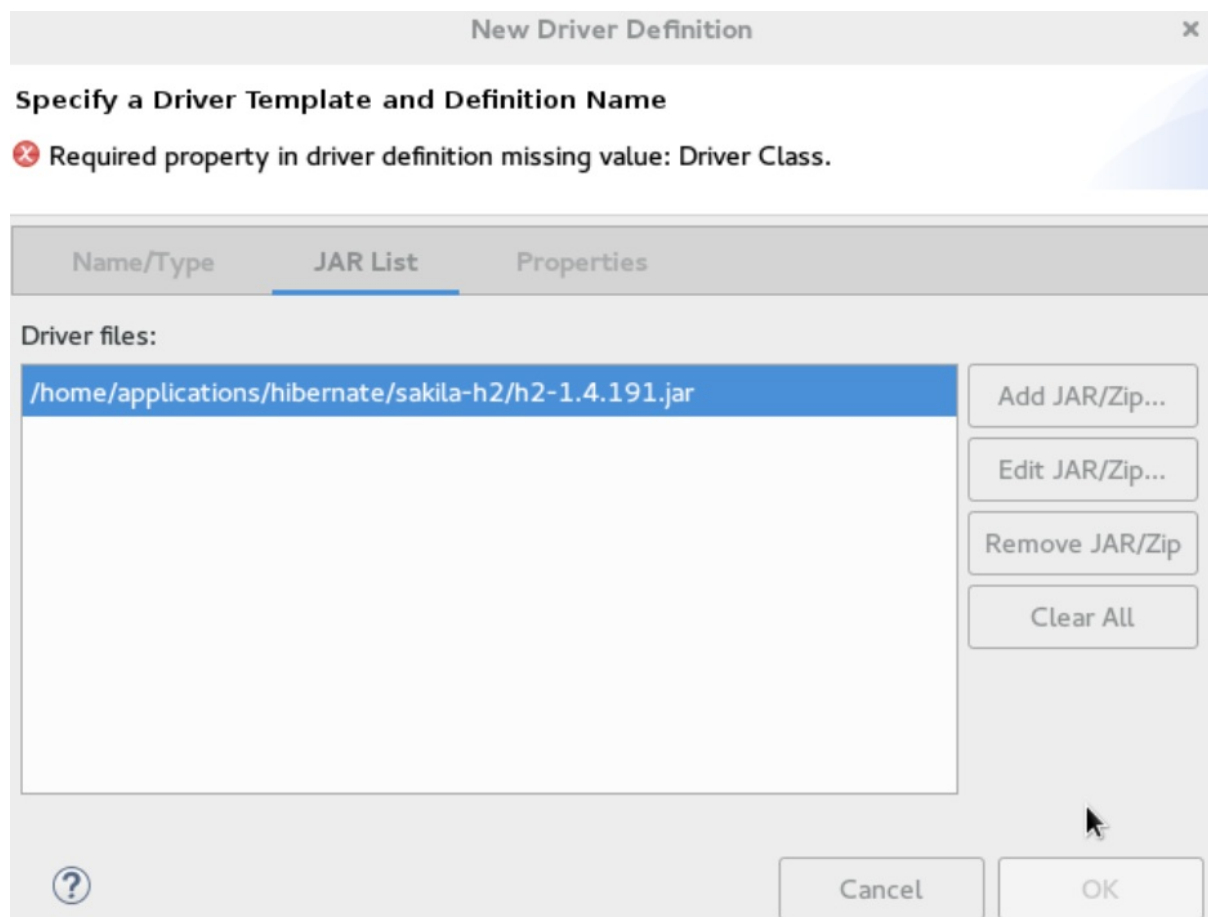 New Driver Definition
Specify a Driver Template and Definition Name
Required property in driver definition missing value: Driver Class.
Name/Type JAR List Properties
Driver files:
/home/applications/hibernate/sakila-h2/h2-1.4.191.jar
Add JAR/Zip...
Edit JAR/Zip...
Remove JAR/Zip
Clear All
Cancel OK